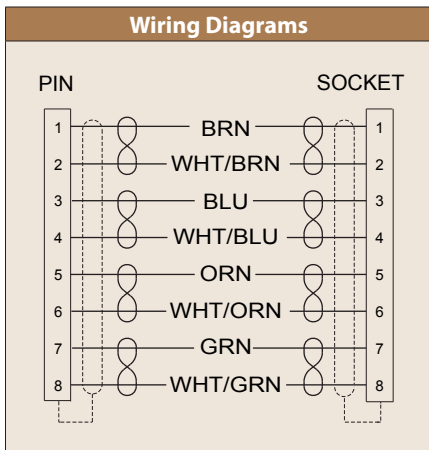 Wiring Diagrams
PIN SOCKET
1 BRN 1
2 WHT/BRN 2
3 BLU 3
4 WHT/BLU 4
5 ORN 5
6 WHT/ORN 6
7 GRN 7
8 WHT/GRN 8